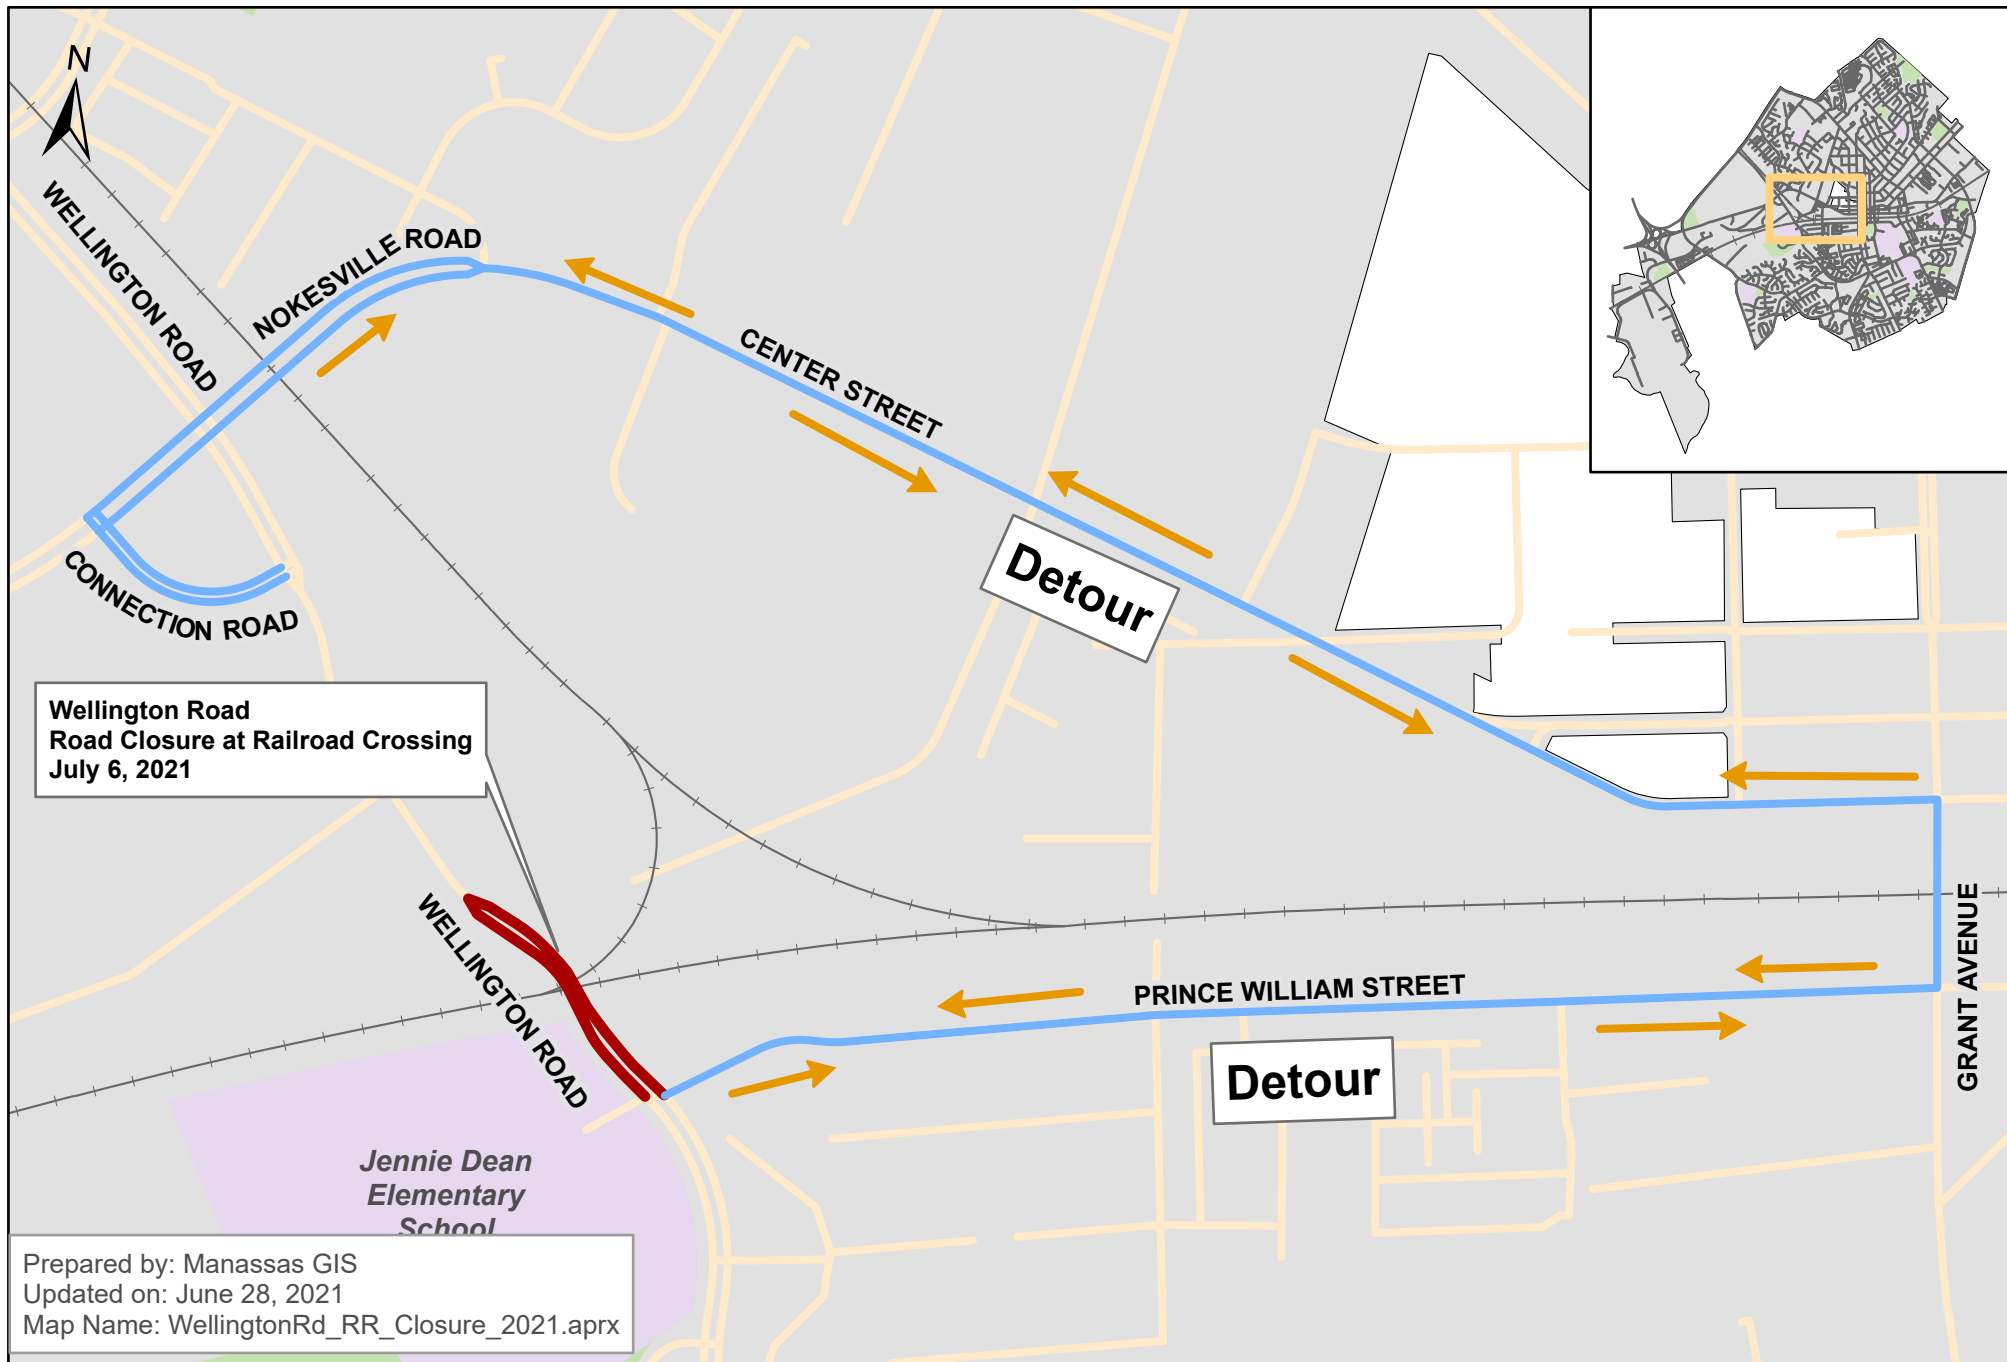 N
WELLINGTON ROAD
NOKESVILLE ROAD
CENTER STREET
Detour
CONNECTION ROAD
Wellington Road
Road Closure at Railroad Crossing
July 6, 2021
WELLINGTON ROAD
PRINCE WILLIAM STREET
GRANT AVENUE
Detour
Jennie Dean
Elementary
School
Prepared by: Manassas GIS
Updated on: June 28, 2021
Map Name: WellingtonRd_RR_Closure_2021.aprx